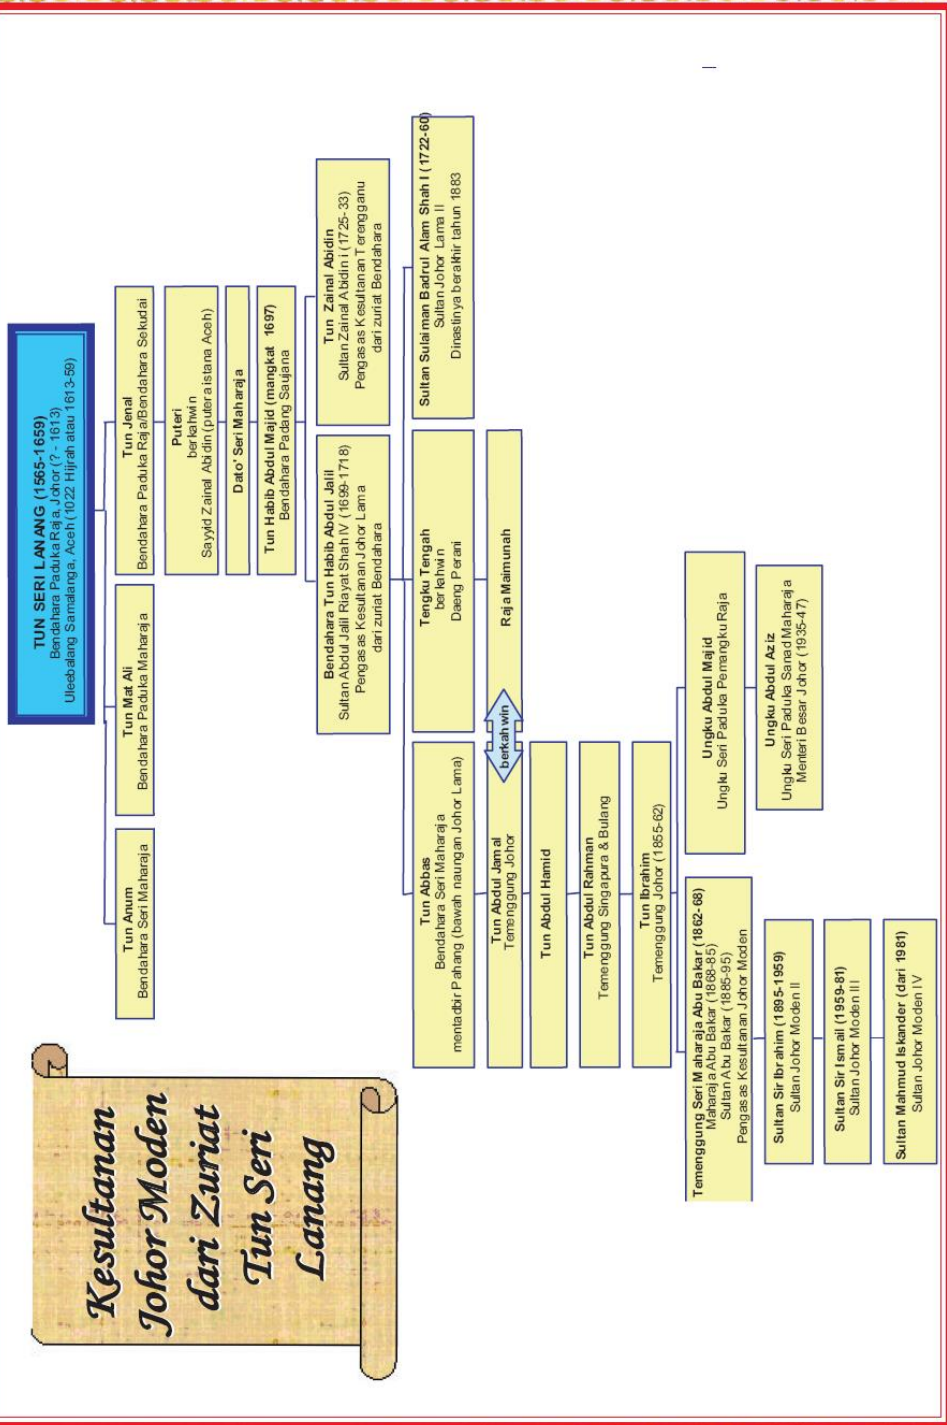 Kesultanan
Johor Moden
dari Zuriat
Tun Seri
Lanang
TUN SERI LANANG (1565-1659)
Bendahara Paduka Raja, Johor (? - 1613)
Uleebalang Samalanga, Aceh (1022 Hijrah atau 1613-59)
Tun Anum
Bendahara Seri Maharaja
Tun Mat Ali
Bendahara Paduka Maharaja
Tun Jenal
Bendahara Paduka Raja/Bendahara Sekudai
Puteri
berkahwin
Sayyid Zainal Abidin (putera istana Aceh)
Dato' Seri Maharaja
Tun Habib Abdul Majid (mangkat 1697)
Bendahara Padang Saujana
Bendahara Tun Habib Abdul Jalil
Sultan Abdul Jalil Riayat Shah IV (1699-1718)
Pengasas Kesultanan Johor Lama
dari zuriat Bendahara
Tun Zainal Abidin
Sultan Zainal Abidin i (1725-33)
Pengasas Kesultanan Terengganu
dari zuriat Bendahara
Tun Abbas
Bendahara Seri Maharaja
mentadbir Pahang (bawah naungan Johor Lama)
Tengku Tengah
berkahwin
Daeng Perani
Sultan Sulaiman Badrul Alam Shah I (1722-60)
Sultan Johor Lama II
Dinastinya berakhir tahun 1883
Tun Abdul Jamal
Temenggung Johor
berkahwin
Raja Maimunah
Tun Abdul Hamid
Tun Abdul Rahman
Temenggung Singapura & Bulang
Tun Ibrahim
Temenggung Johor (1855-62)
Temenggung Seri Maharaja Abu Bakar (1862-68)
Maharaja Abu Bakar (1868-85)
Sultan Abu Bakar (1885-95)
Pengasas Kesultanan Johor Moden
Ungku Abdul Majid
Ungku Seri Paduka Pemangku Raja
Sultan Sir Ibrahim (1895-1959)
Sultan Johor Moden II
Ungku Abdul Aziz
Ungku Seri Paduka Sanad Maharaja
Menteri Besar Johor (1935-47)
Sultan Sir Ismail (1959-81)
Sultan Johor Moden III
Sultan Mahmud Iskander (dari 1981)
Sultan Johor Moden IV